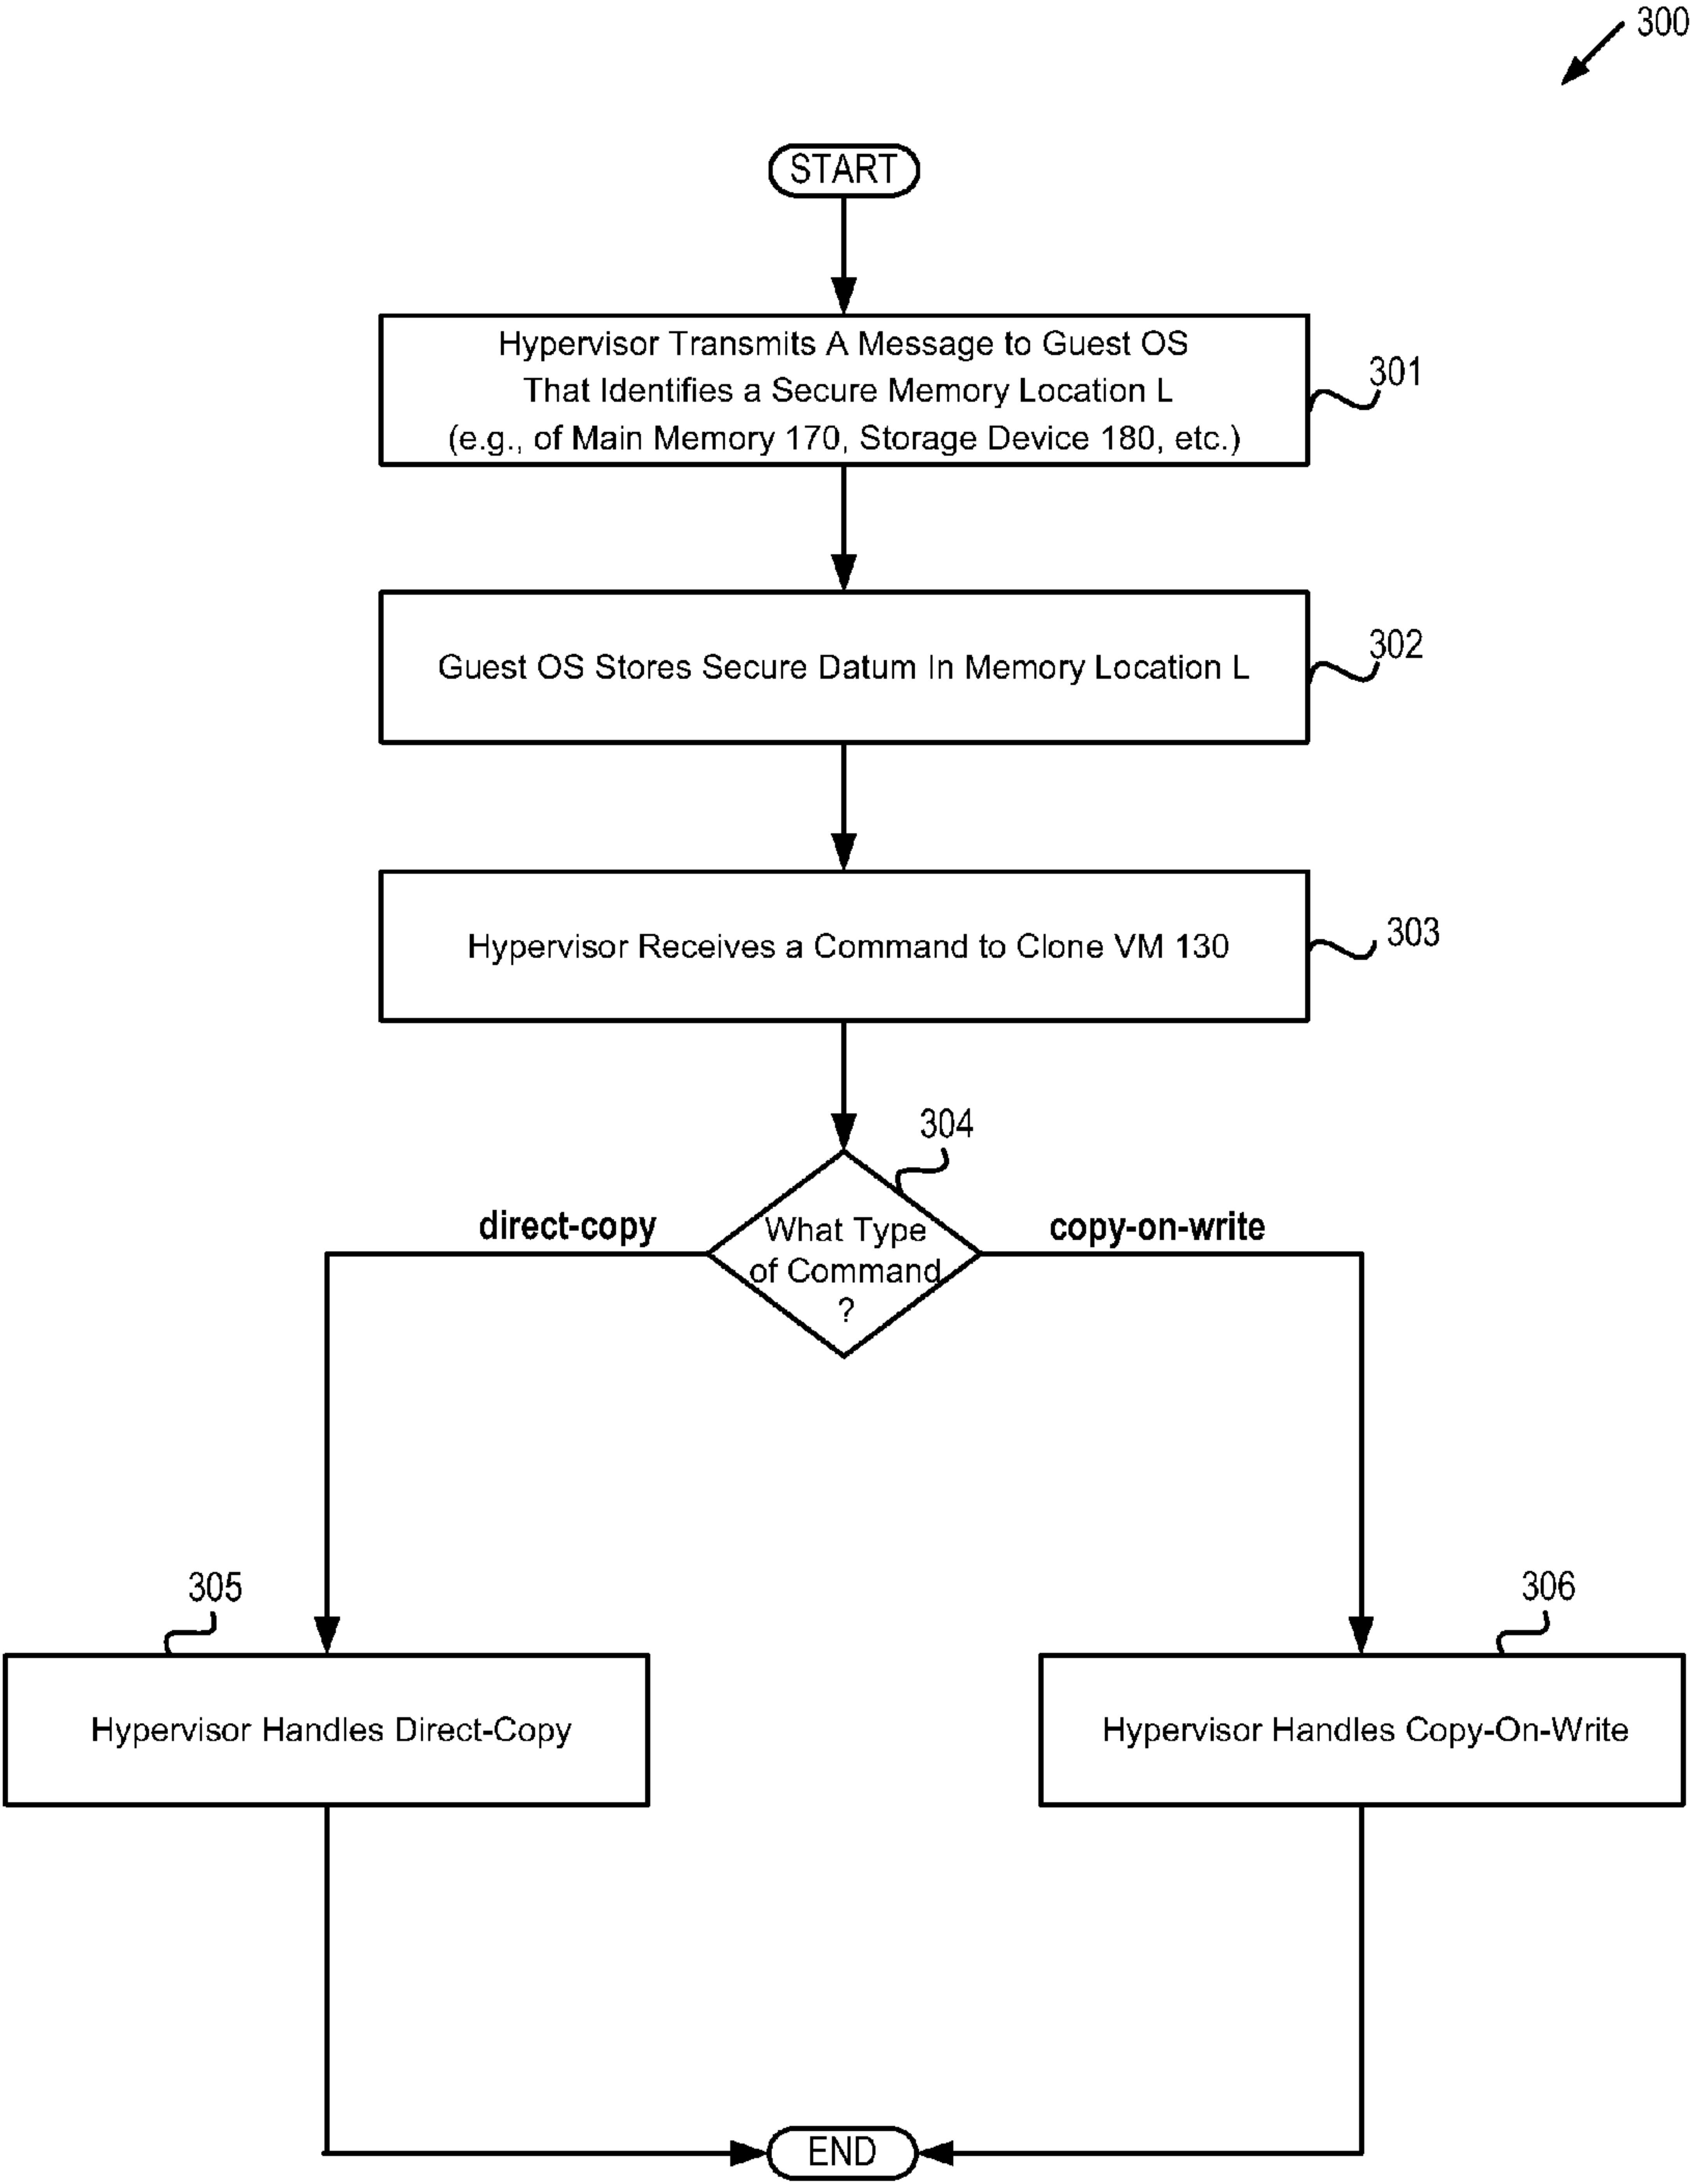 300
START
Hypervisor Transmits A Message to Guest OS
That Identifies a Secure Memory Location L
(e.g., of Main Memory 170, Storage Device 180, etc.)
301
Guest OS Stores Secure Datum In Memory Location L
302
Hypervisor Receives a Command to Clone VM 130
303
304
direct-copy
What Type
of Command
?
copy-on-write
305
Hypervisor Handles Direct-Copy
306
Hypervisor Handles Copy-On-Write
END